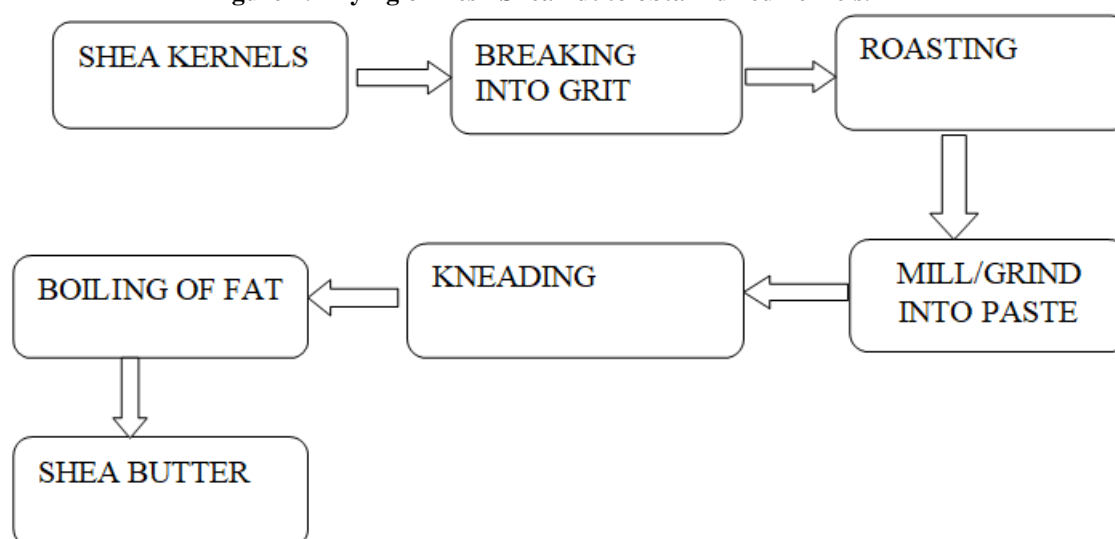 SHEA KERNELS
BREAKING
INTO GRIT
ROASTING
MILL/GRIND
INTO PASTE
KNEADING
BOILING OF FAT
SHEA BUTTER